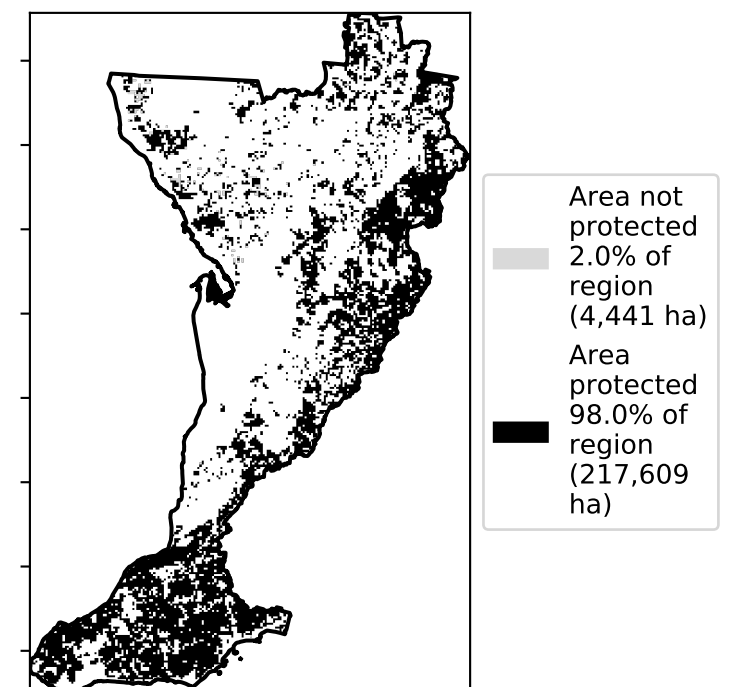 Area not
protected
2.0% of
region
(4,441 ha)
Area
protected
98.0% of
region
(217,609
ha)